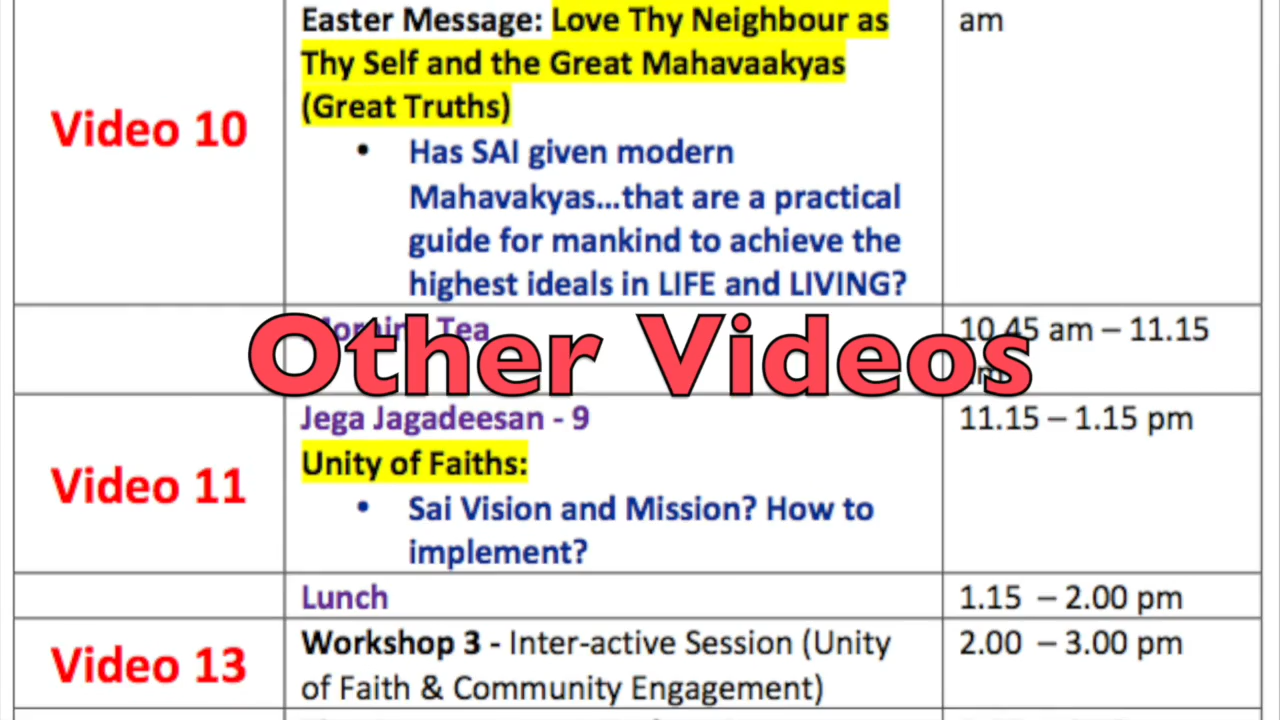 Easter Message: Love Thy Neighbour as
Thy Self and the Great Mahavaakyas
(Great Truths)
am
Video 10
• Has SAI given modern
Mahavakyas...that are a practical
guide for mankind to achieve the
highest ideals in LIFE and LIVING?
Morning Tea
10.45 am – 11.15
Other Videos
Jega Jagadeesan - 9
11.15 – 1.15 pm
Unity of Faiths:
Video 11
• Sai Vision and Mission? How to
implement?
Lunch
1.15 – 2.00 pm
Video 13
Workshop 3 - Inter-active Session (Unity
of Faith & Community Engagement)
2.00 – 3.00 pm